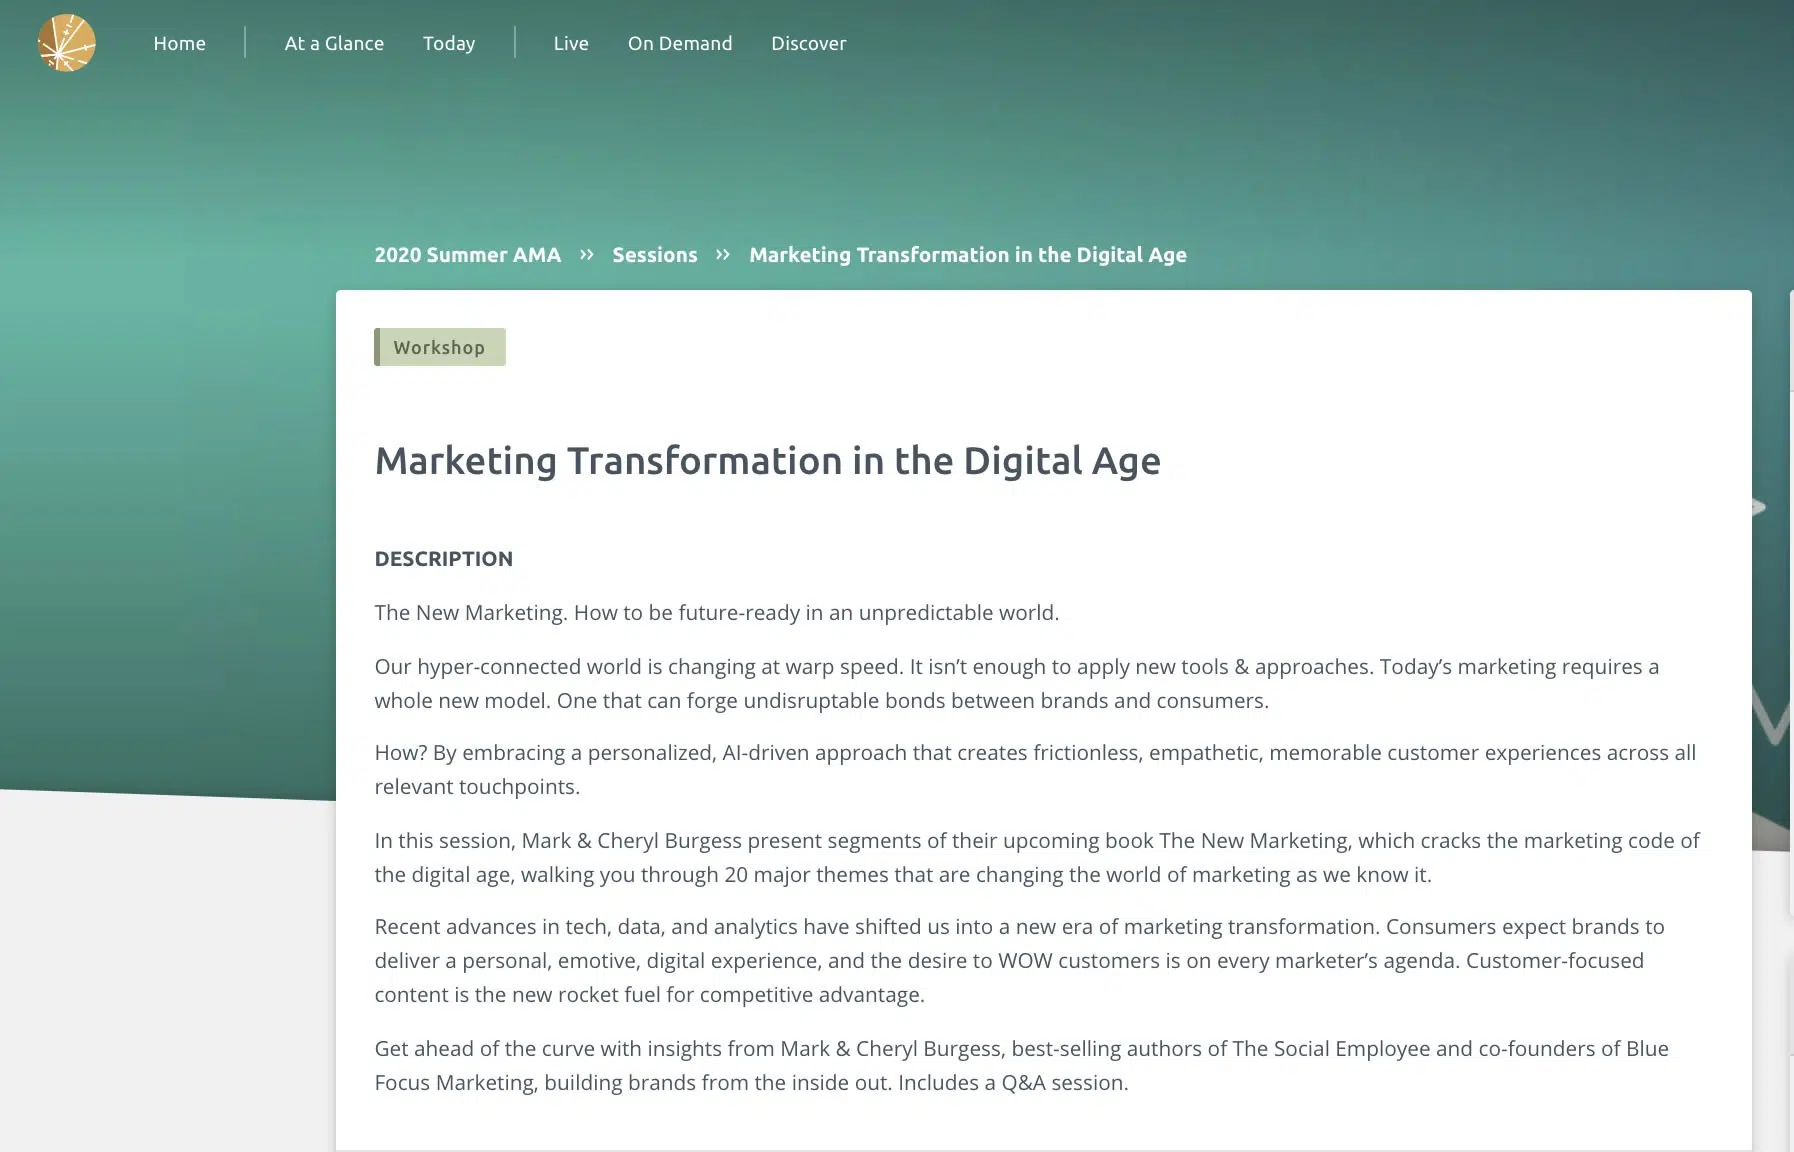 Home
At a Glance
Today
Live
On Demand
Discover
2020 Summer AMA » Sessions » Marketing Transformation in the Digital Age
Workshop
Marketing Transformation in the Digital Age
DESCRIPTION
The New Marketing. How to be future-ready in an unpredictable world.
Our hyper-connected world is changing at warp speed. It isn’t enough to apply new tools & approaches. Today’s marketing requires a
whole new model. One that can forge undisruptable bonds between brands and consumers.
How? By embracing a personalized, AI-driven approach that creates frictionless, empathetic, memorable customer experiences across all
relevant touchpoints.
In this session, Mark & Cheryl Burgess present segments of their upcoming book The New Marketing, which cracks the marketing code of
the digital age, walking you through 20 major themes that are changing the world of marketing as we know it.
Recent advances in tech, data, and analytics have shifted us into a new era of marketing transformation. Consumers expect brands to
deliver a personal, emotive, digital experience, and the desire to WOW customers is on every marketer’s agenda. Customer-focused
content is the new rocket fuel for competitive advantage.
Get ahead of the curve with insights from Mark & Cheryl Burgess, best-selling authors of The Social Employee and co-founders of Blue
Focus Marketing, building brands from the inside out. Includes a Q&A session.